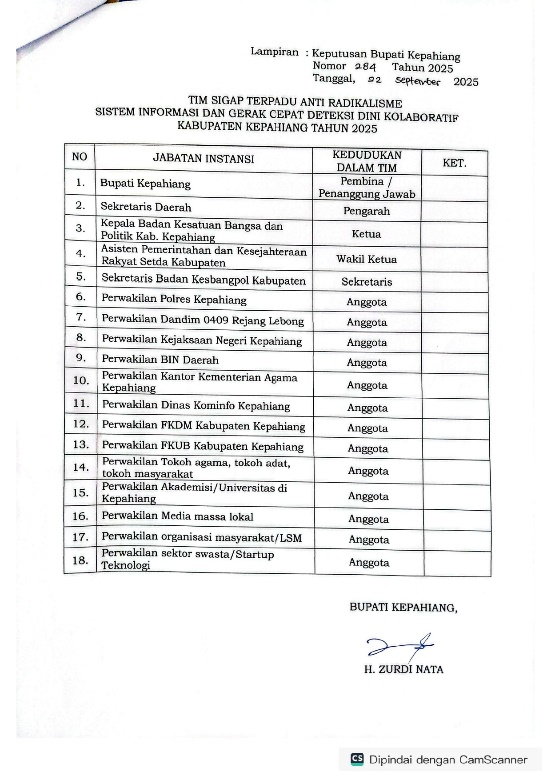 Lampiran : Keputusan Bupati Kepahiang
Nomor 284 Tahun 2025
Tanggal, 22 September 2025
TIM SIGAP TERPADU ANTI RADIKALISME
SISTEM INFORMASI DAN GERAK CEPAT DETEKSI DINI KOLABORATIF
KABUPATEN KEPAHIANG TAHUN 2025
NO JABATAN INSTANSI KEDUDUKAN DALAM TIM KET.
1. Bupati Kepahiang Pembina / Penanggung Jawab
2. Sekretaris Daerah Pengarah
3. Kepala Badan Kesatuan Bangsa dan Politik Kab. Kepahiang Ketua
4. Asisten Pemerintahan dan Kesejahteraan Rakyat Setda Kabupaten Wakil Ketua
5. Sekretaris Badan Kesbangpol Kabupaten Sekretaris
6. Perwakilan Polres Kepahiang Anggota
7. Perwakilan Dandim 0409 Rejang Lebong Anggota
8. Perwakilan Kejaksaan Negeri Kepahiang Anggota
9. Perwakilan BIN Daerah Anggota
10. Perwakilan Kantor Kementerian Agama Kepahiang Anggota
11. Perwakilan Dinas Kominfo Kepahiang Anggota
12. Perwakilan FKDM Kabupaten Kepahiang Anggota
13. Perwakilan FKUB Kabupaten Kepahiang Anggota
14. Perwakilan Tokoh agama, tokoh adat, tokoh masyarakat Anggota
15. Perwakilan Akademisi/Universitas di Kepahiang Anggota
16. Perwakilan Media massa lokal Anggota
17. Perwakilan organisasi masyarakat/LSM Anggota
18. Perwakilan sektor swasta/Startup Teknologi Anggota
BUPATI KEPAHIANG,
H. ZURDI NATA
CS Dipindai dengan CamScanner